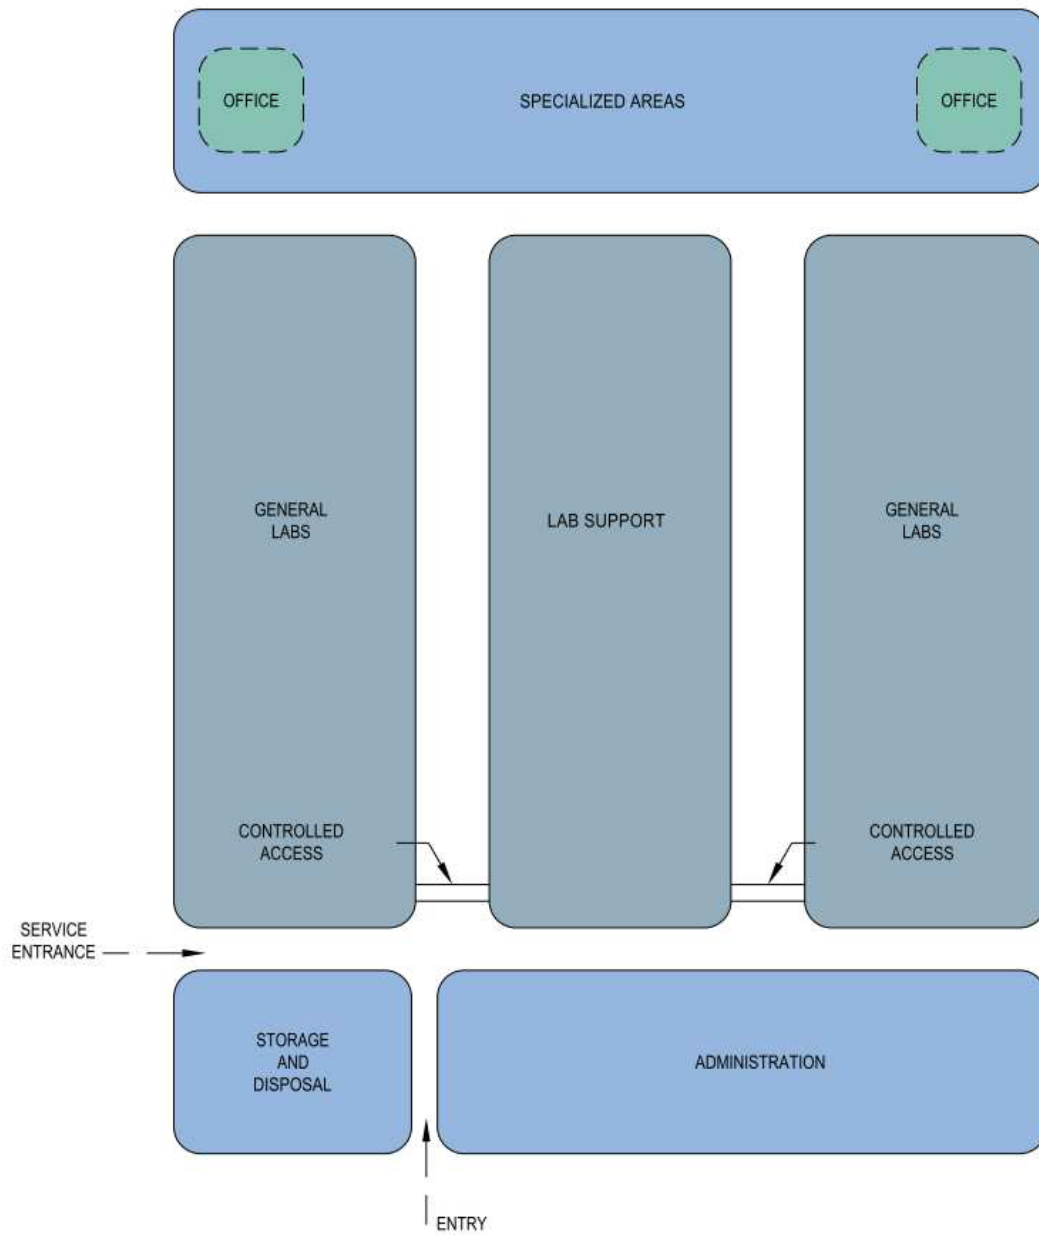 OFFICE
SPECIALIZED AREAS
OFFICE
GENERAL
LABS
LAB SUPPORT
GENERAL
LABS
CONTROLLED
ACCESS
CONTROLLED
ACCESS
SERVICE
ENTRANCE
STORAGE
AND
DISPOSAL
ADMINISTRATION
ENTRY